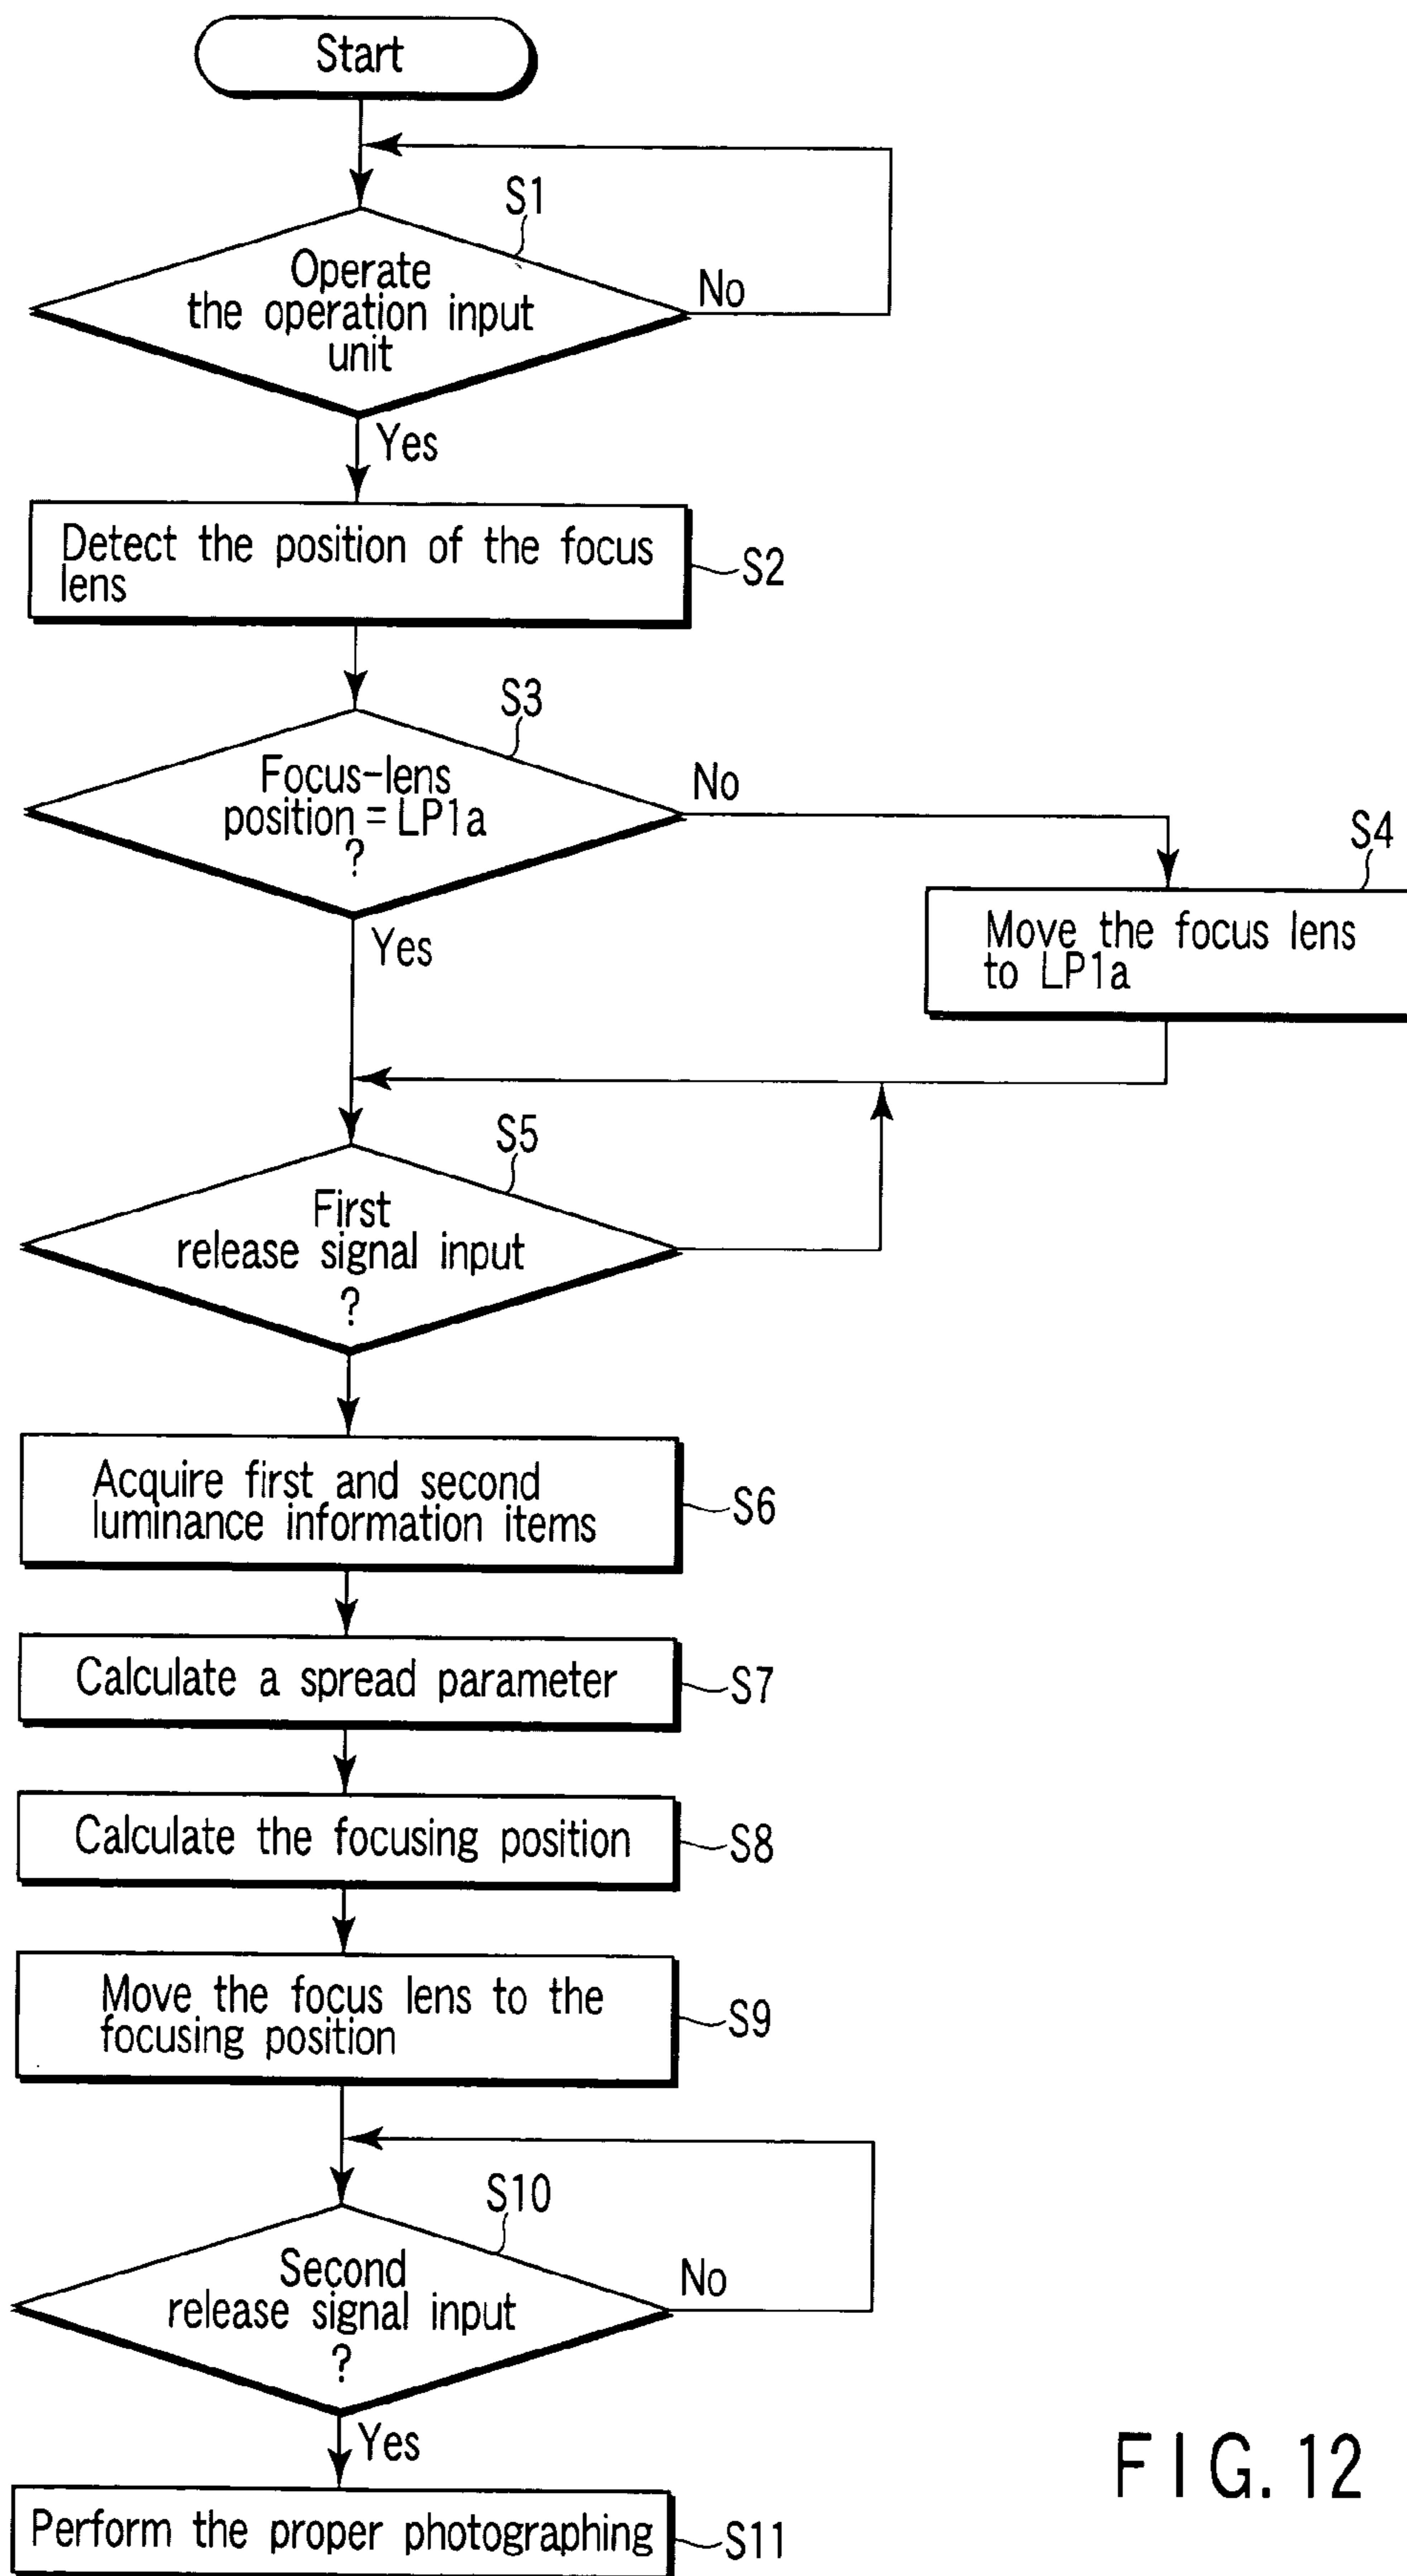 Start
S1
Operate
the operation input
unit
No
Yes
Detect the position of the focus
lens
S2
S3
Focus-lens
position = LP1a
?
No
Yes
S4
Move the focus lens
to LP1a
S5
First
release signal input
?
Acquire first and second
luminance information items
S6
Calculate a spread parameter
S7
Calculate the focusing position
S8
Move the focus lens to the
focusing position
S9
S10
Second
release signal input
?
No
Yes
Perform the proper photographing
S11
FIG. 12